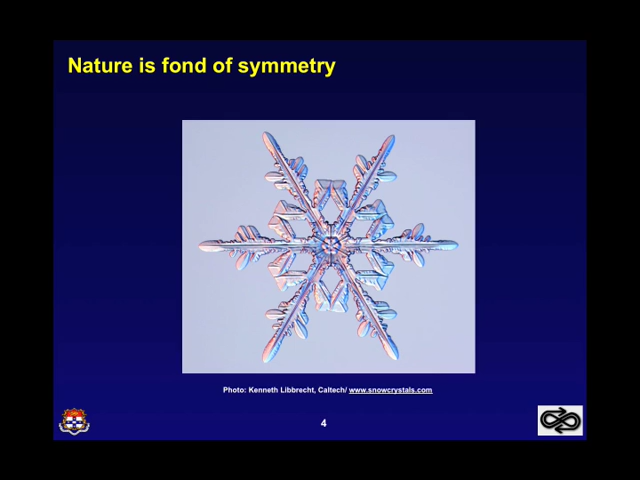 Nature is fond of symmetry
Photo: Kenneth Libbrecht, Caltech/ www.snowcrystals.com
4